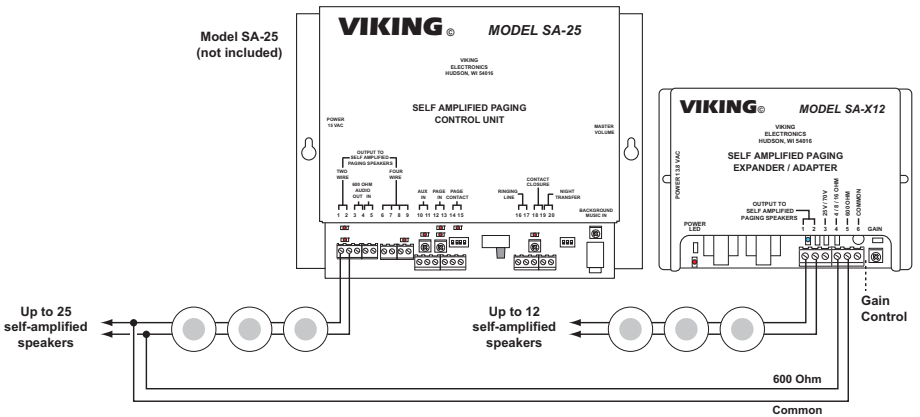 Model SA-25
(not included)
VIKING © MODEL SA-25
VIKING
ELECTRONICS
HUDSON, WI 54016
SELF AMPLIFIED PAGING
CONTROL UNIT
POWER
15 VAC
MASTER
VOLUME
OUTPUT TO
SELF AMPLIFIED
PAGING SPEAKERS
TWO
WIRE
600 OHM
AUDIO
OUT IN
FOUR
WIRE
AUX
IN
PAGE
IN
PAGE
CONTACT
RINGING
LINE
CONTACT
CLOSURE
NIGHT
TRANSFER
BACKGROUND
MUSIC IN
1 2 3 4 5 6 7 8 9 10 11 12 13 14 15 16 17 18 19 20
VIKING© MODEL SA-X12
VIKING
ELECTRONICS
HUDSON, WI 54016
SELF AMPLIFIED PAGING
EXPANDER / ADAPTER
POWER 13.8 VAC
OUTPUT TO
SELF AMPLIFIED
PAGING SPEAKERS
25V / 70V
4 / 8 / 16 OHM
600 OHM
COMMON
POWER
LED
1 2 3 4 5 6 GAIN
Up to 25
self-amplified
speakers
Up to 12
self-amplified
speakers
Gain
Control
600 Ohm
Common